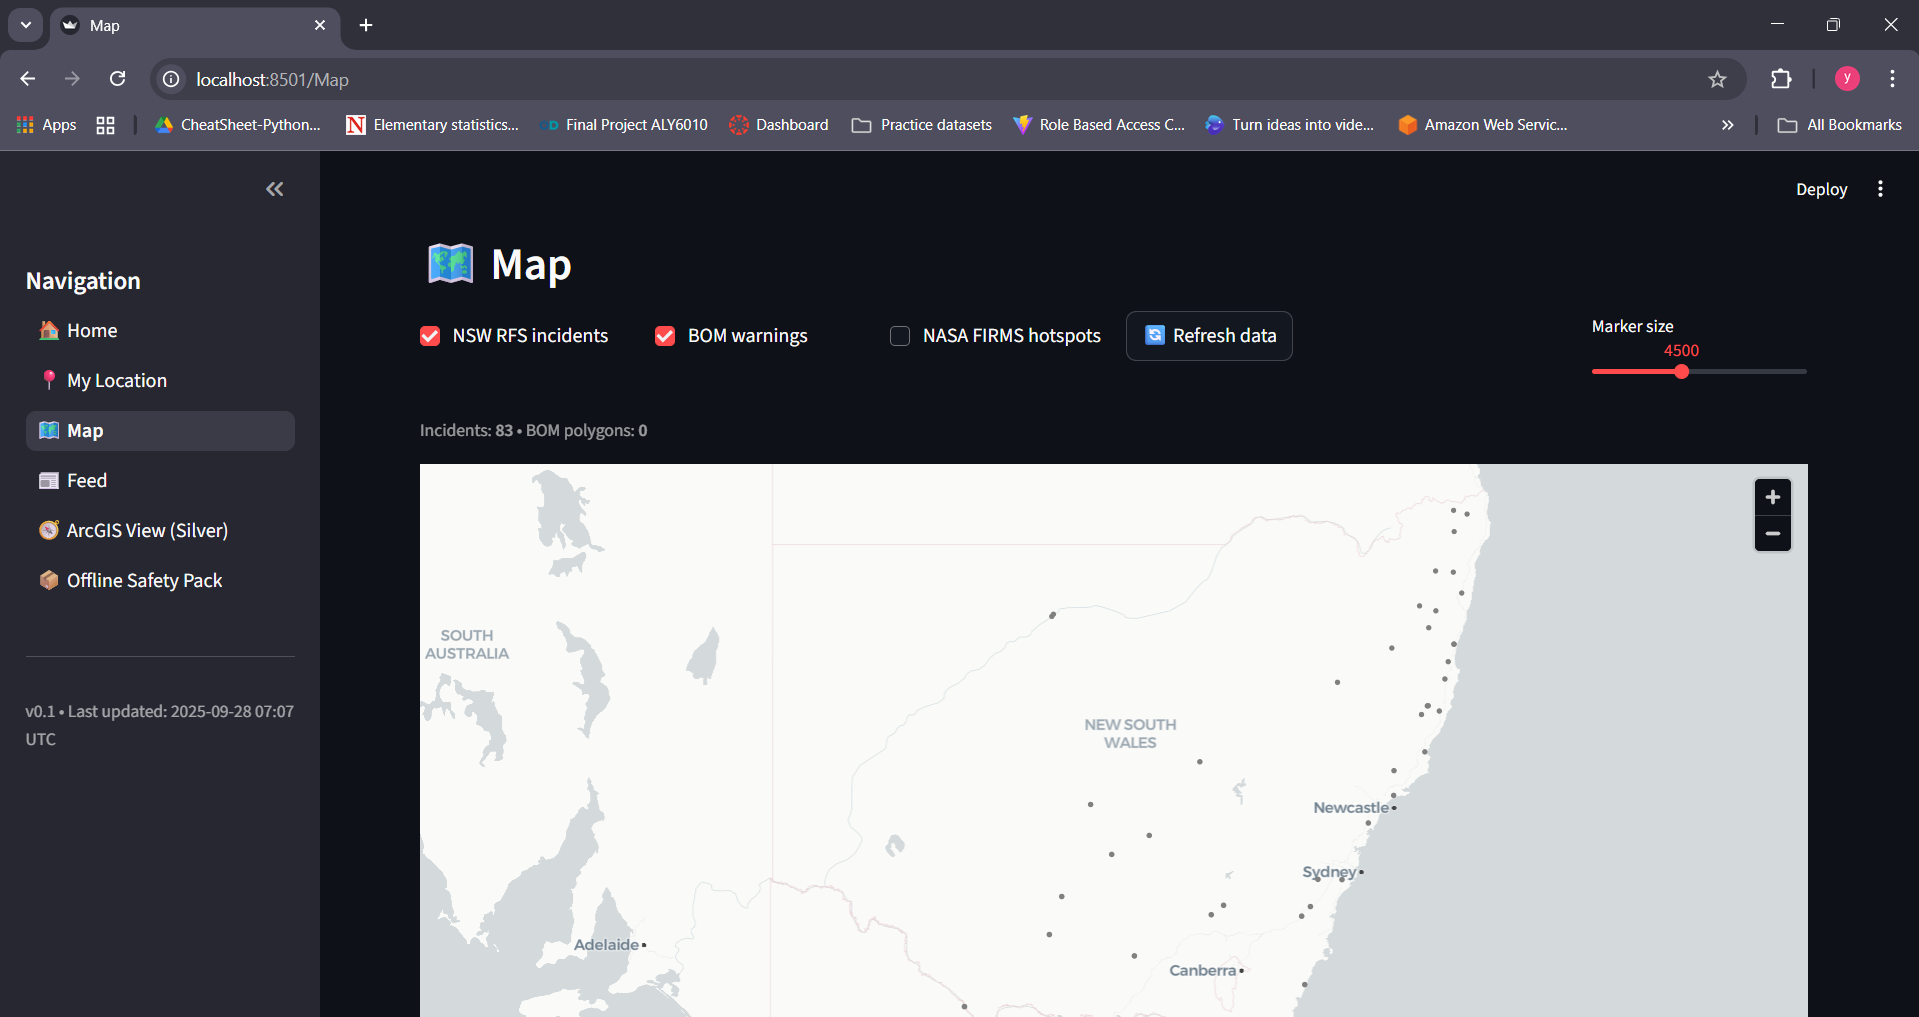 Map
localhost:8501/Map
y
Apps
CheatSheet-Python...
N
Elementary statistics...
Final Project ALY6010
Dashboard
Practice datasets
Role Based Access C...
Turn ideas into vide...
Amazon Web Servic...
All Bookmarks
Deploy
Navigation
Home
My Location
Map
Feed
ArcGIS View (Silver)
Offline Safety Pack
v0.1 • Last updated: 2025-09-28 07:07
UTC
Map
NSW RFS incidents
BOM warnings
NASA FIRMS hotspots
Refresh data
Marker size
4500
Incidents: 83 • BOM polygons: 0
SOUTH
AUSTRALIA
NEW SOUTH
WALES
Newcastle
Sydney
Adelaide
Canberra